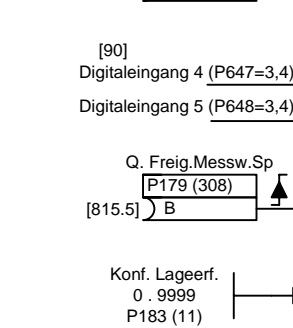 [90]
Digitaleingang 4 (P647=3,4)
Digitaleingang 5 (P648=3,4)
Q. Freig.Messw.Sp
P179 (308)
[815.5] B
Konf. Lageerf.
0 . 9999
P183 (11)